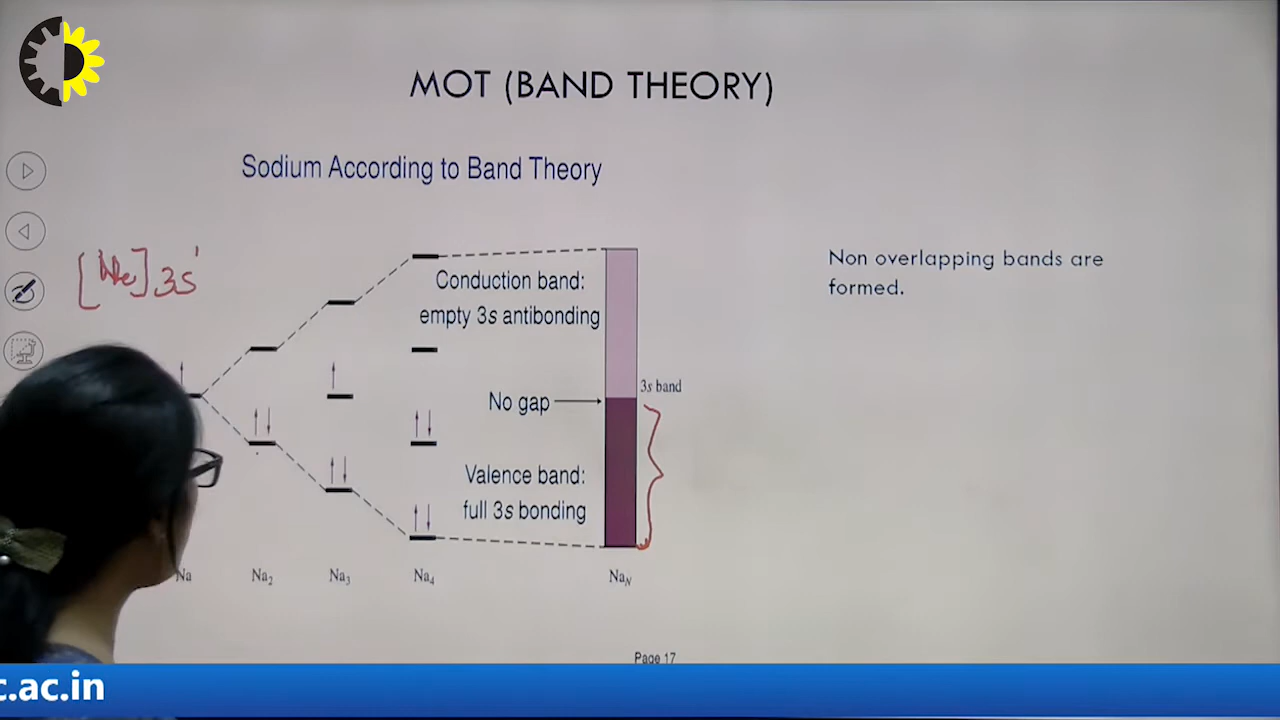 MOT (BAND THEORY)
Sodium According to Band Theory
[Ne] 3s¹
Conduction band:
empty 3s antibonding
No gap
3s band
Valence band:
full 3s bonding
Na
Na₂
Na₃
Na₄
Na_N
Non overlapping bands are
formed.
Page 17
c.ac.in